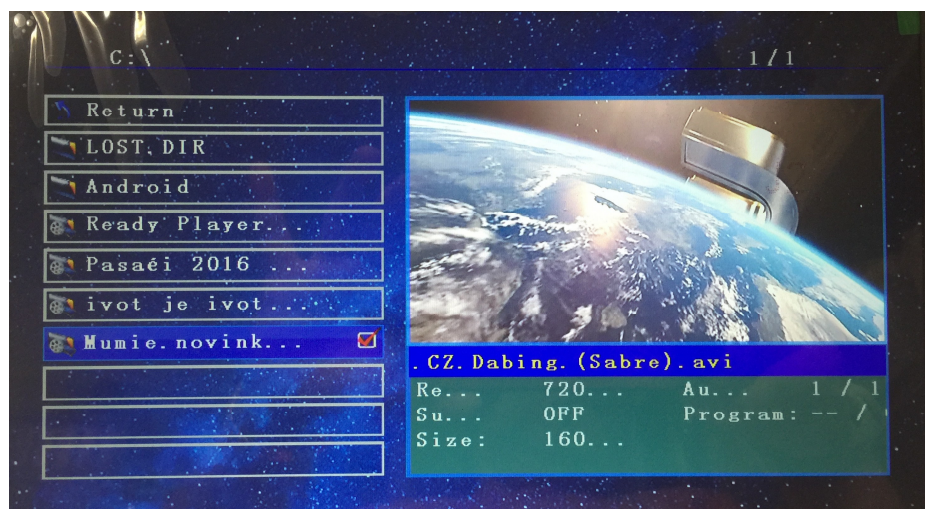 C:\ 1/1
Return
LOST.DIR
Android
Ready Player...
Pasaéi 2016 ...
ivot je ivot...
Mumie.novink...
.CZ.Dabing.(Sabre).avi
Re... 720... Au... 1 / 1
Su... OFF Program: -- /
Size: 160...